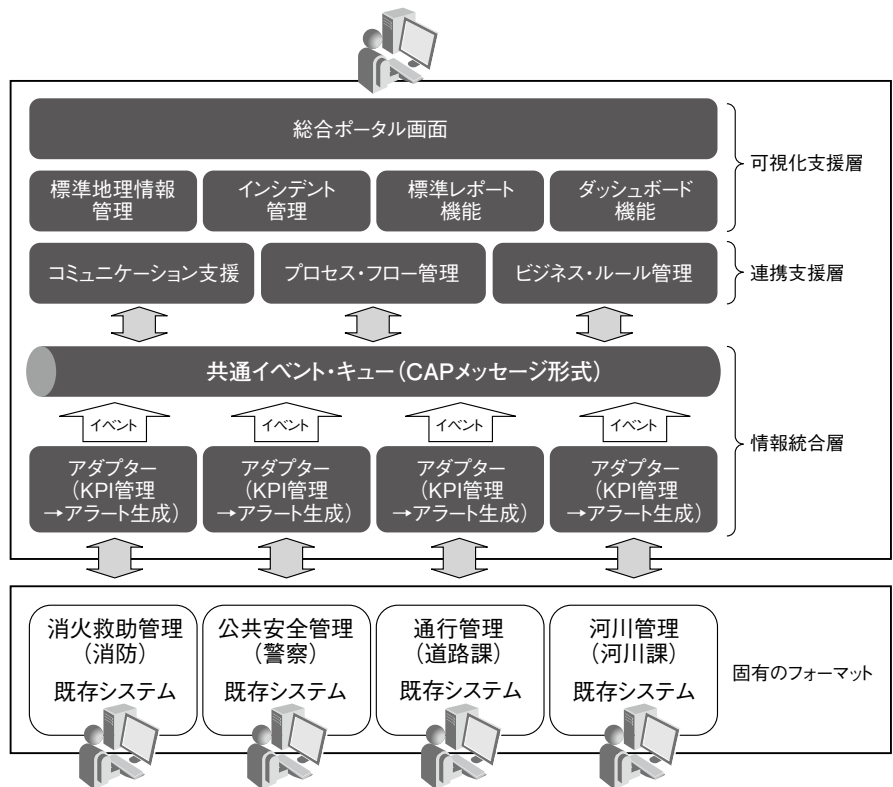 総合ポータル画面
標準地理情報
管理
インシデント
管理
標準レポート
機能
ダッシュボード
機能
可視化支援層
コミュニケーション支援
プロセス・フロー管理
ビジネス・ルール管理
連携支援層
共通イベント・キュー(CAPメッセージ形式)
イベント
イベント
イベント
イベント
アダプター
(KPI管理
→アラート生成)
アダプター
(KPI管理
→アラート生成)
アダプター
(KPI管理
→アラート生成)
アダプター
(KPI管理
→アラート生成)
情報統合層
消火救助管理
(消防)
既存システム
公共安全管理
(警察)
既存システム
通行管理
(道路課)
既存システム
河川管理
(河川課)
既存システム
固有のフォーマット